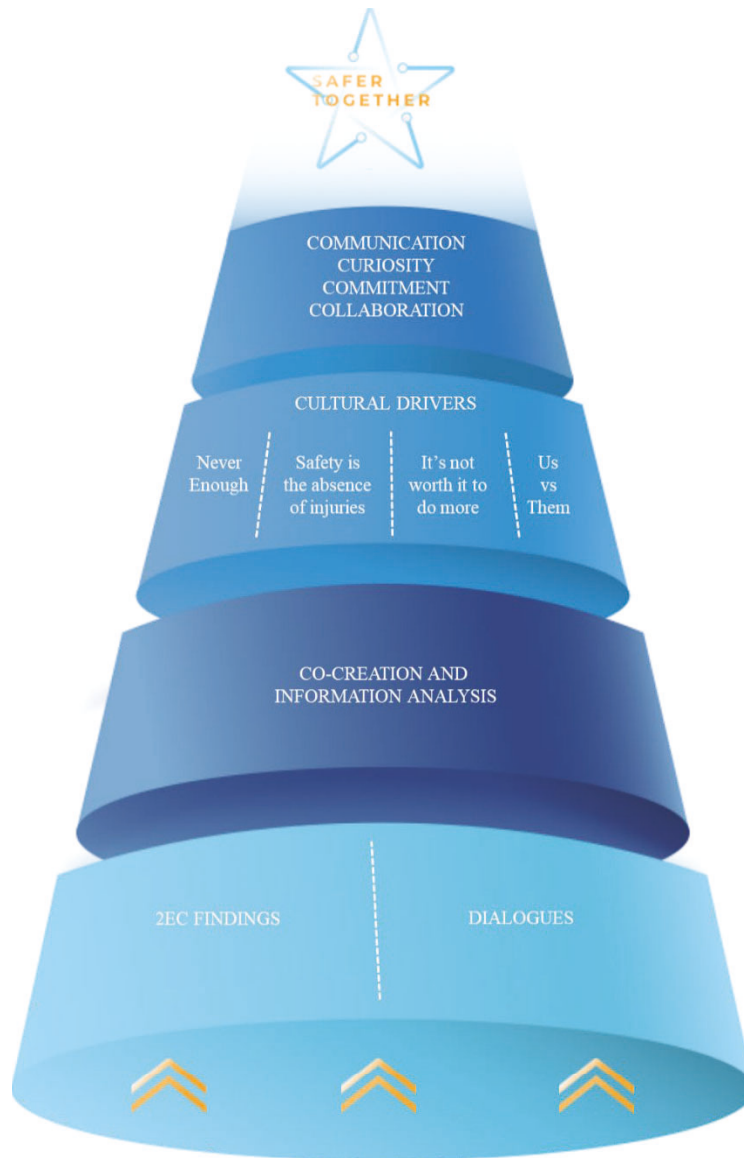 SAFER
TOGETHER
COMMUNICATION
CURIOSITY
COMMITMENT
COLLABORATION
CULTURAL DRIVERS
Never
Enough
Safety is
the absence
of injuries
It’s not
worth it to
do more
Us
vs
Them
CO-CREATION AND
INFORMATION ANALYSIS
2EC FINDINGS
DIALOGUES